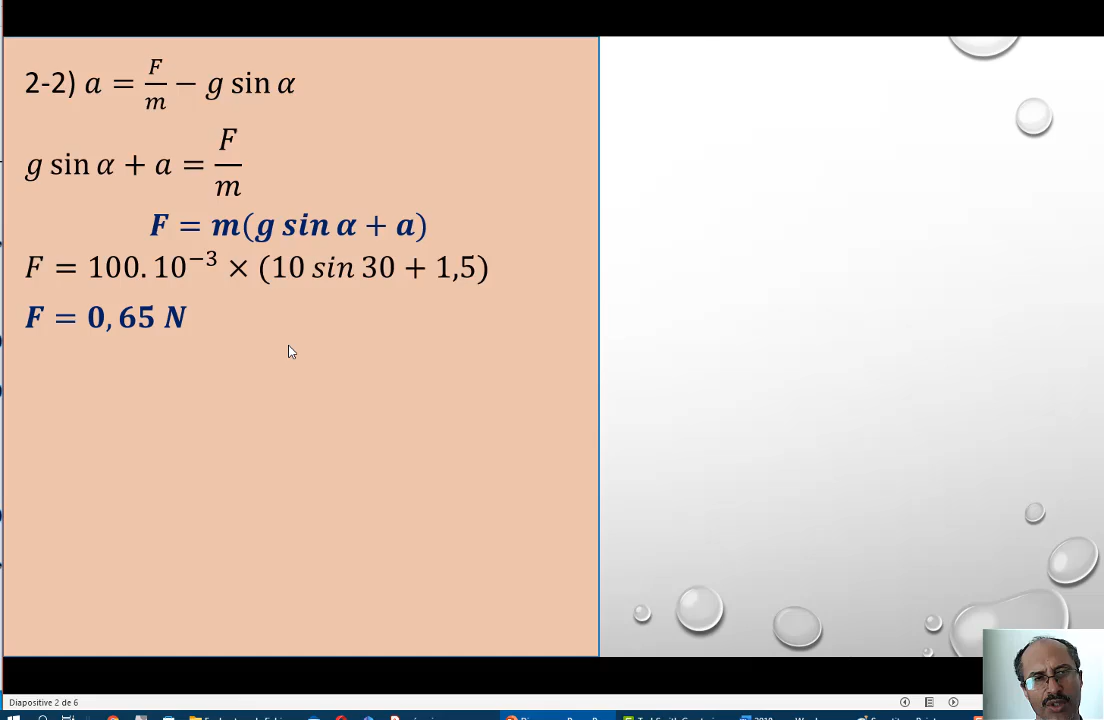 2-2) a = F/m − g sin α
g sin α + a = F/m
F = m(g sin α + a)
F = 100. 10⁻³ × (10 sin 30 + 1,5)
F = 0, 65 N
Diapositive 2 de 6